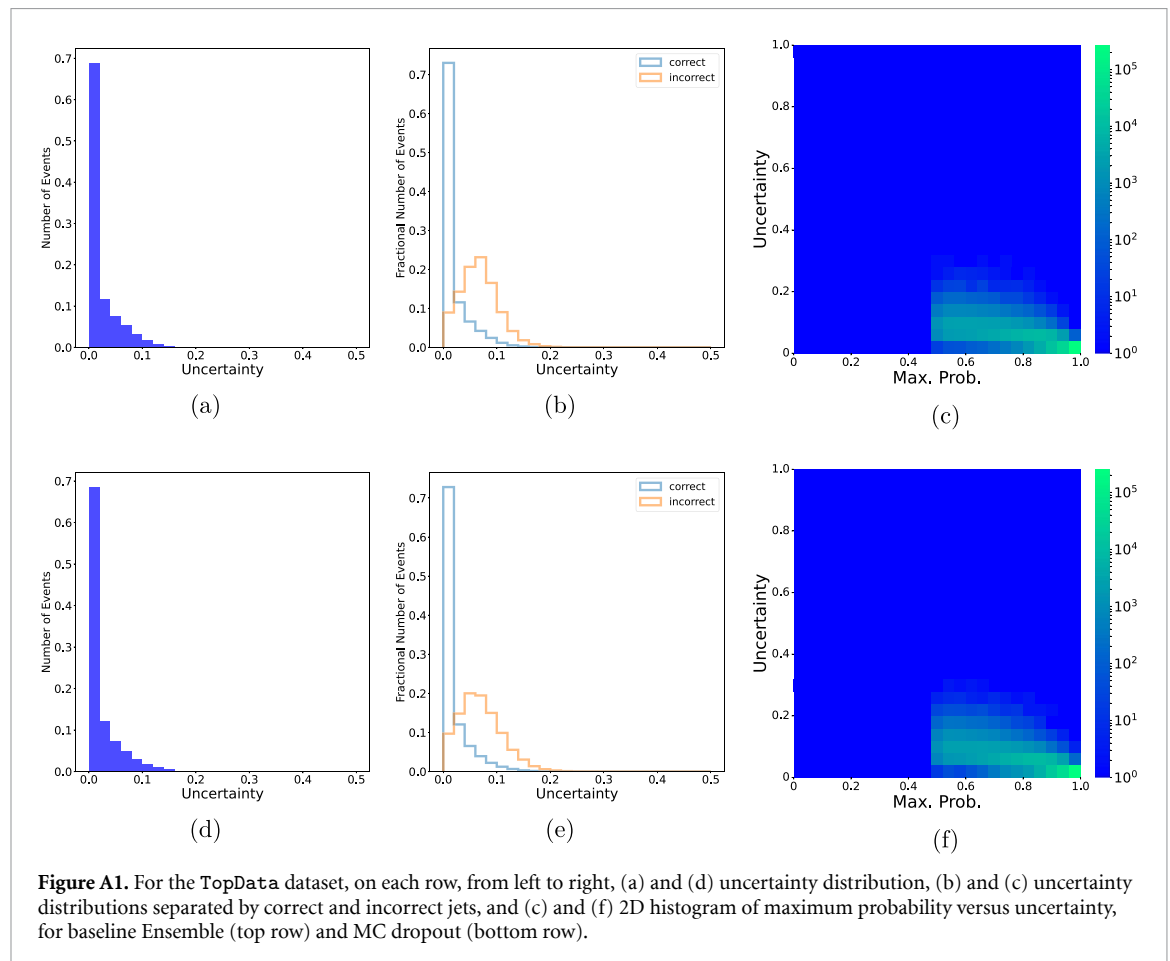 0.7
0.6
0.5
0.4
0.3
0.2
0.1
0.0
Number of Events
0.0 0.1 0.2 0.3 0.4 0.5
Uncertainty
(a)
correct
incorrect
0.7
0.6
0.5
0.4
0.3
0.2
0.1
0.0
Fractional Number of Events
0.0 0.1 0.2 0.3 0.4 0.5
Uncertainty
(b)
1.0
0.8
0.6
0.4
0.2
0
Uncertainty
0 0.2 0.4 0.6 0.8 1.0
Max. Prob.
10^5
10^4
10^3
10^2
10^1
10^0
(c)
0.7
0.6
0.5
0.4
0.3
0.2
0.1
0.0
Number of Events
0.0 0.1 0.2 0.3 0.4 0.5
Uncertainty
(d)
correct
incorrect
0.7
0.6
0.5
0.4
0.3
0.2
0.1
0.0
Fractional Number of Events
0.0 0.1 0.2 0.3 0.4 0.5
Uncertainty
(e)
1.0
0.8
0.6
0.4
0.2
0
Uncertainty
0 0.2 0.4 0.6 0.8 1.0
Max. Prob.
10^5
10^4
10^3
10^2
10^1
10^0
(f)
Figure A1. For the TopData dataset, on each row, from left to right, (a) and (d) uncertainty distribution, (b) and (c) uncertainty
distributions separated by correct and incorrect jets, and (c) and (f) 2D histogram of maximum probability versus uncertainty,
for baseline Ensemble (top row) and MC dropout (bottom row).